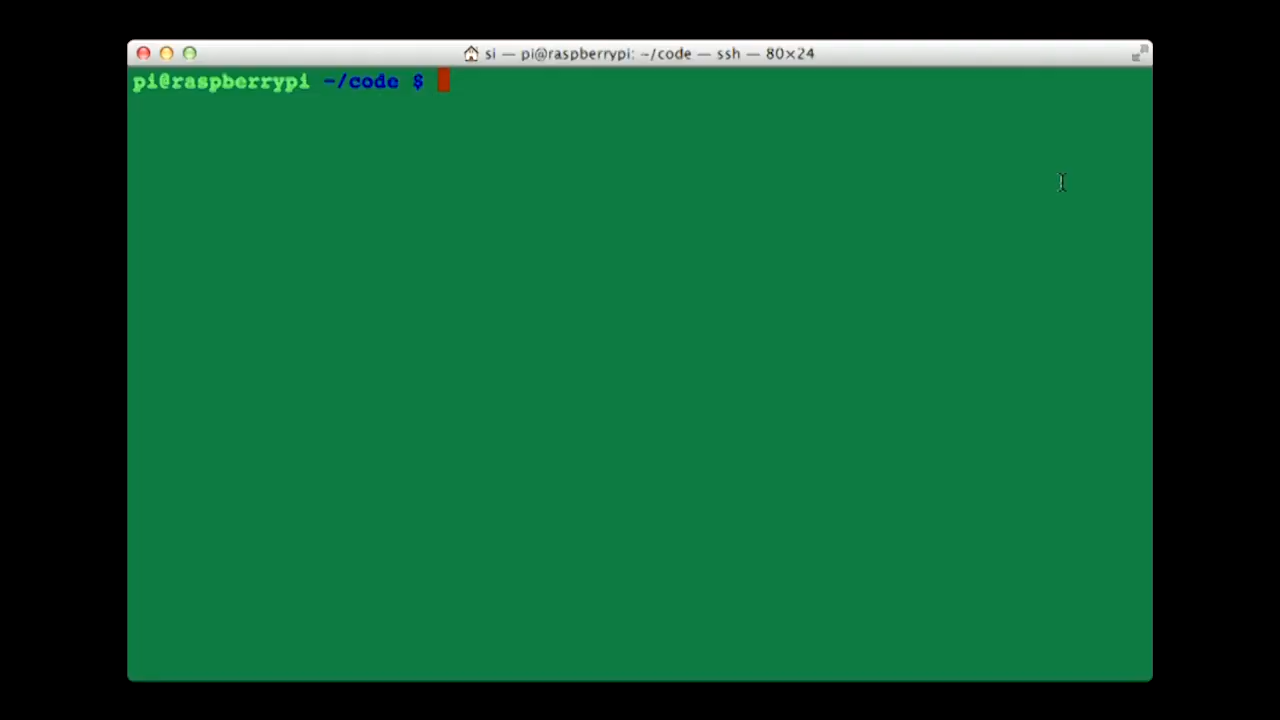 si — pi@raspberrypi: ~/code — ssh — 80×24
pi@raspberrypi ~/code $